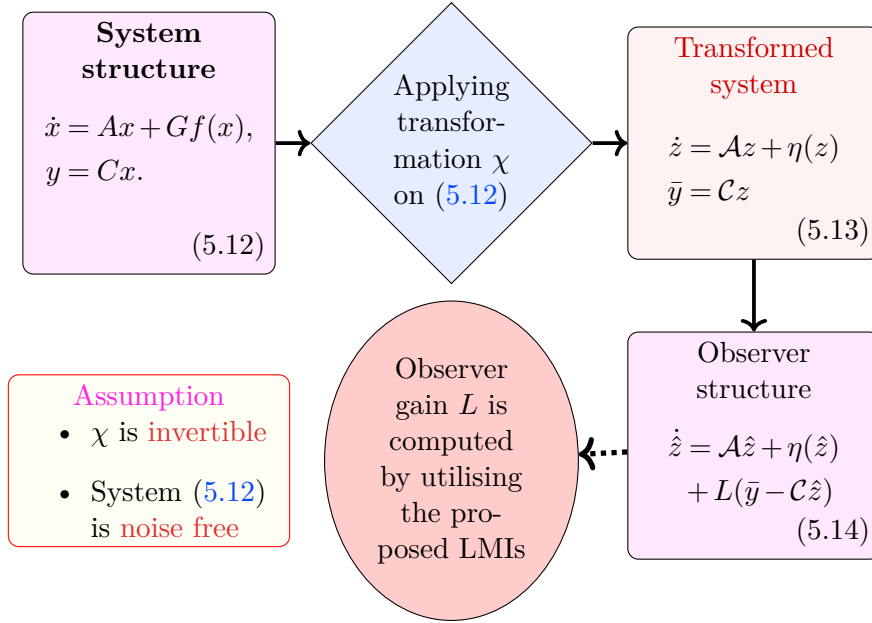 System
structure
ẋ = Ax + Gf(x),
y = Cx.
(5.12)
Applying
transfor-
mation χ
on (5.12)
Transformed
system
ż = 𝒜z + η(z)
ȳ = 𝒞z
(5.13)
Observer
structure
ẑ̇ = 𝒜ẑ + η(ẑ)
+ L(ȳ − 𝒞ẑ)
(5.14)
Observer
gain L is
computed
by utilising
the pro-
posed LMIs
Assumption
• χ is invertible
• System (5.12)
is noise free